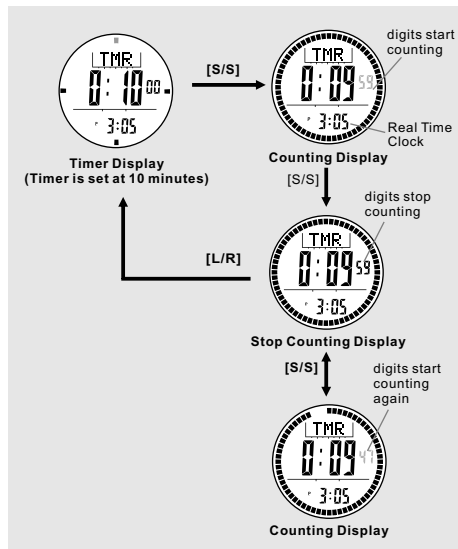 TMR
0:10 00
P 3:05
Timer Display
(Timer is set at 10 minutes)
[S/S]
TMR
0:09 59
P 3:05
digits start
counting
Real Time
Clock
Counting Display
[S/S]
digits stop
counting
TMR
0:09 59
P 3:05
[L/R]
Stop Counting Display
[S/S]
digits start
counting
again
TMR
0:09 47
P 3:05
Counting Display